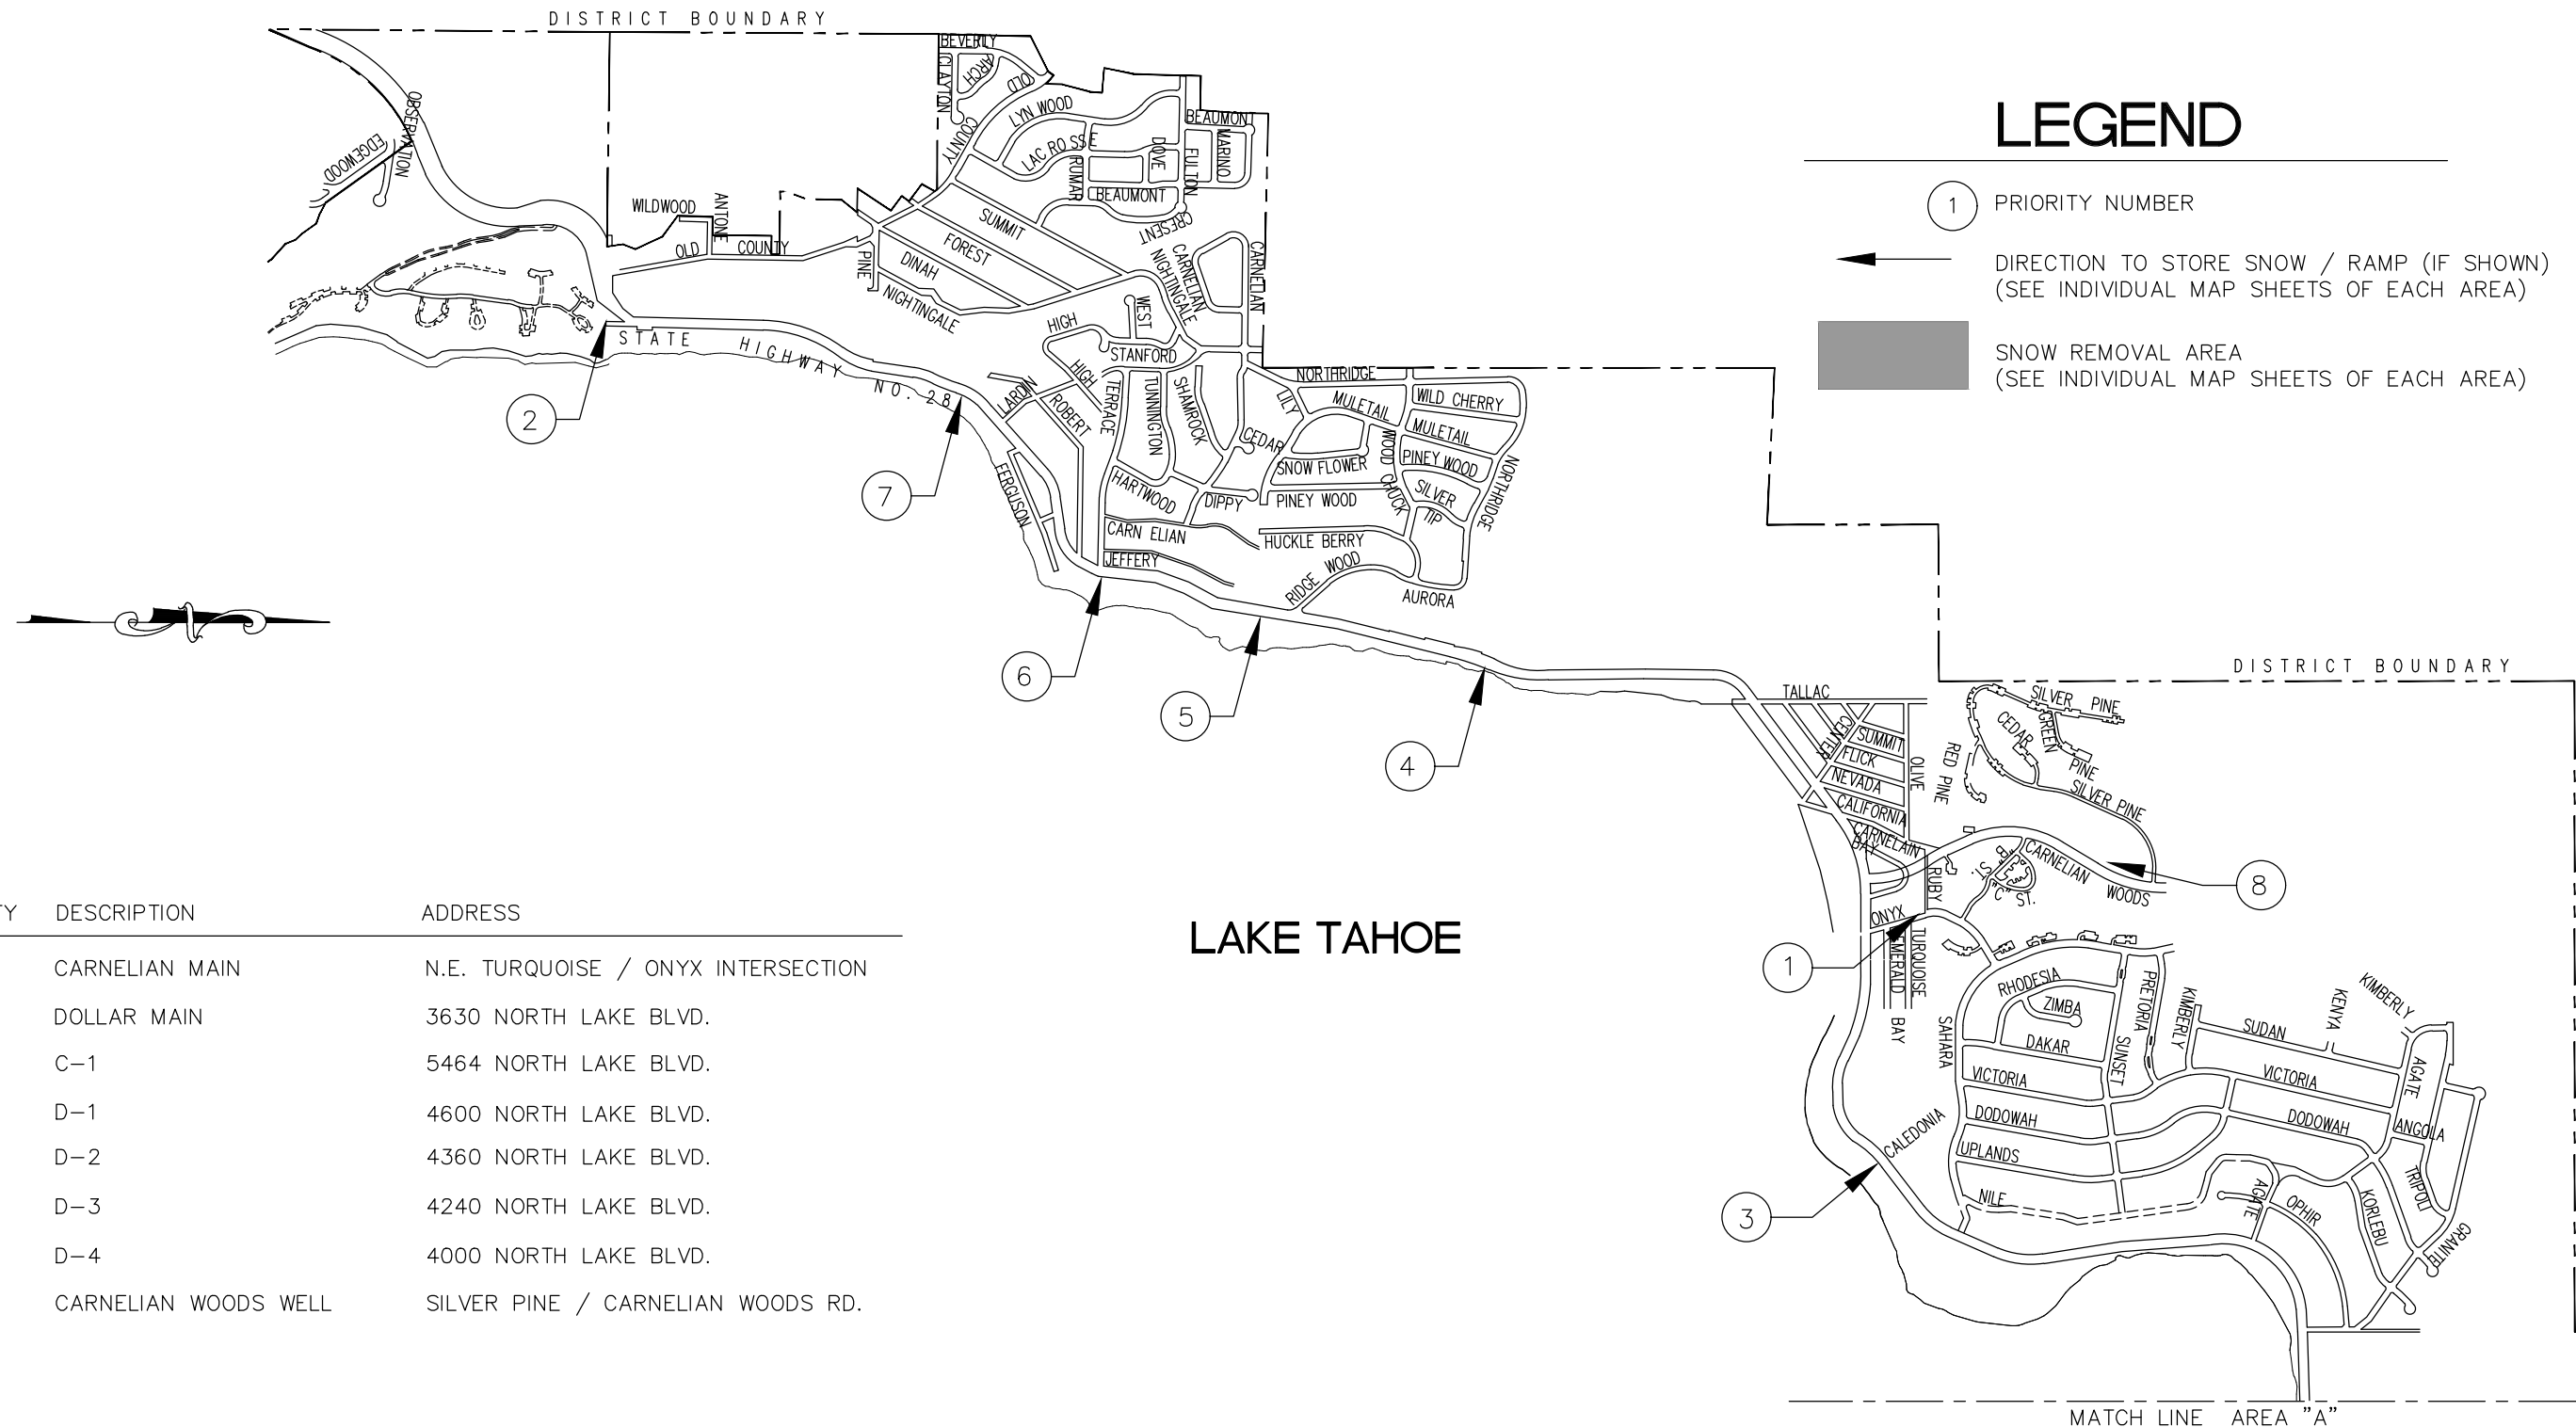 DISTRICT BOUNDARY
BEVERLY
CLAYTON
ARCH
OLD
COUNTY
LYN WOOD
LAC RO SS E
RUMAR
DOVE
FULTON
BEAUMONT
MARINO
BEAUMONT
CRESENT
OBSERVATION
EDGEWOOD
WILDWOOD
ANTONE
OLD COUNTY
PINE
SUMMIT
FOREST
DINAH
NIGHTINGALE
CARNELIAN
NIGHTINGALE
CARNELIAN
WEST
HIGH
STANFORD
HIGH
STATE HIGHWAY NO. 28
LARDIN
ROBERT
TERRACE
TUNNINGTON
SHAMROCK
FERGUSON
HARTWOOD
DIPPY
CEDAR
LILY
NORTHRIDGE
MULETAIL
WILD CHERRY
MULETAIL
WOOD CHUCK
PINEY WOOD
SNOW FLOWER
PINEY WOOD
SILVER TIP
NORTHRIDGE
CARN ELIAN
JEFFERY
HUCKLE BERRY
RIDGE WOOD
AURORA
2
7
6
5
4
LEGEND
1 PRIORITY NUMBER
DIRECTION TO STORE SNOW / RAMP (IF SHOWN)
(SEE INDIVIDUAL MAP SHEETS OF EACH AREA)
SNOW REMOVAL AREA
(SEE INDIVIDUAL MAP SHEETS OF EACH AREA)
N
DISTRICT BOUNDARY
TALLAC
CENTER
SUMMIT
FLICK
NEVADA
CALIFORNIA
CARNELAIN
BAY
OLIVE
RED PINE
SILVER PINE
CEDAR
GREEN
PINE
SILVER PINE
RUBY
"B" ST.
"C" ST.
CARNELIAN WOODS
8
ONYX
1
EMERALD
TURQUOISE
BAY
SAHARA
RHODESIA
ZIMBA
DAKAR
PRETORIA
SUNSET
KIMBERLY
SUDAN
KENYA
KIMBERLY
AGATE
VICTORIA
VICTORIA
DODOWAH
DODOWAH
ANGOLA
UPLANDS
CALEDONIA
NILE
AGATE
OPHIR
KORLEBU
TRIPOLI
GRANITE
3
LAKE TAHOE
TY DESCRIPTION ADDRESS
CARNELIAN MAIN N.E. TURQUOISE / ONYX INTERSECTION
DOLLAR MAIN 3630 NORTH LAKE BLVD.
C-1 5464 NORTH LAKE BLVD.
D-1 4600 NORTH LAKE BLVD.
D-2 4360 NORTH LAKE BLVD.
D-3 4240 NORTH LAKE BLVD.
D-4 4000 NORTH LAKE BLVD.
CARNELIAN WOODS WELL SILVER PINE / CARNELIAN WOODS RD.
MATCH LINE AREA "A"